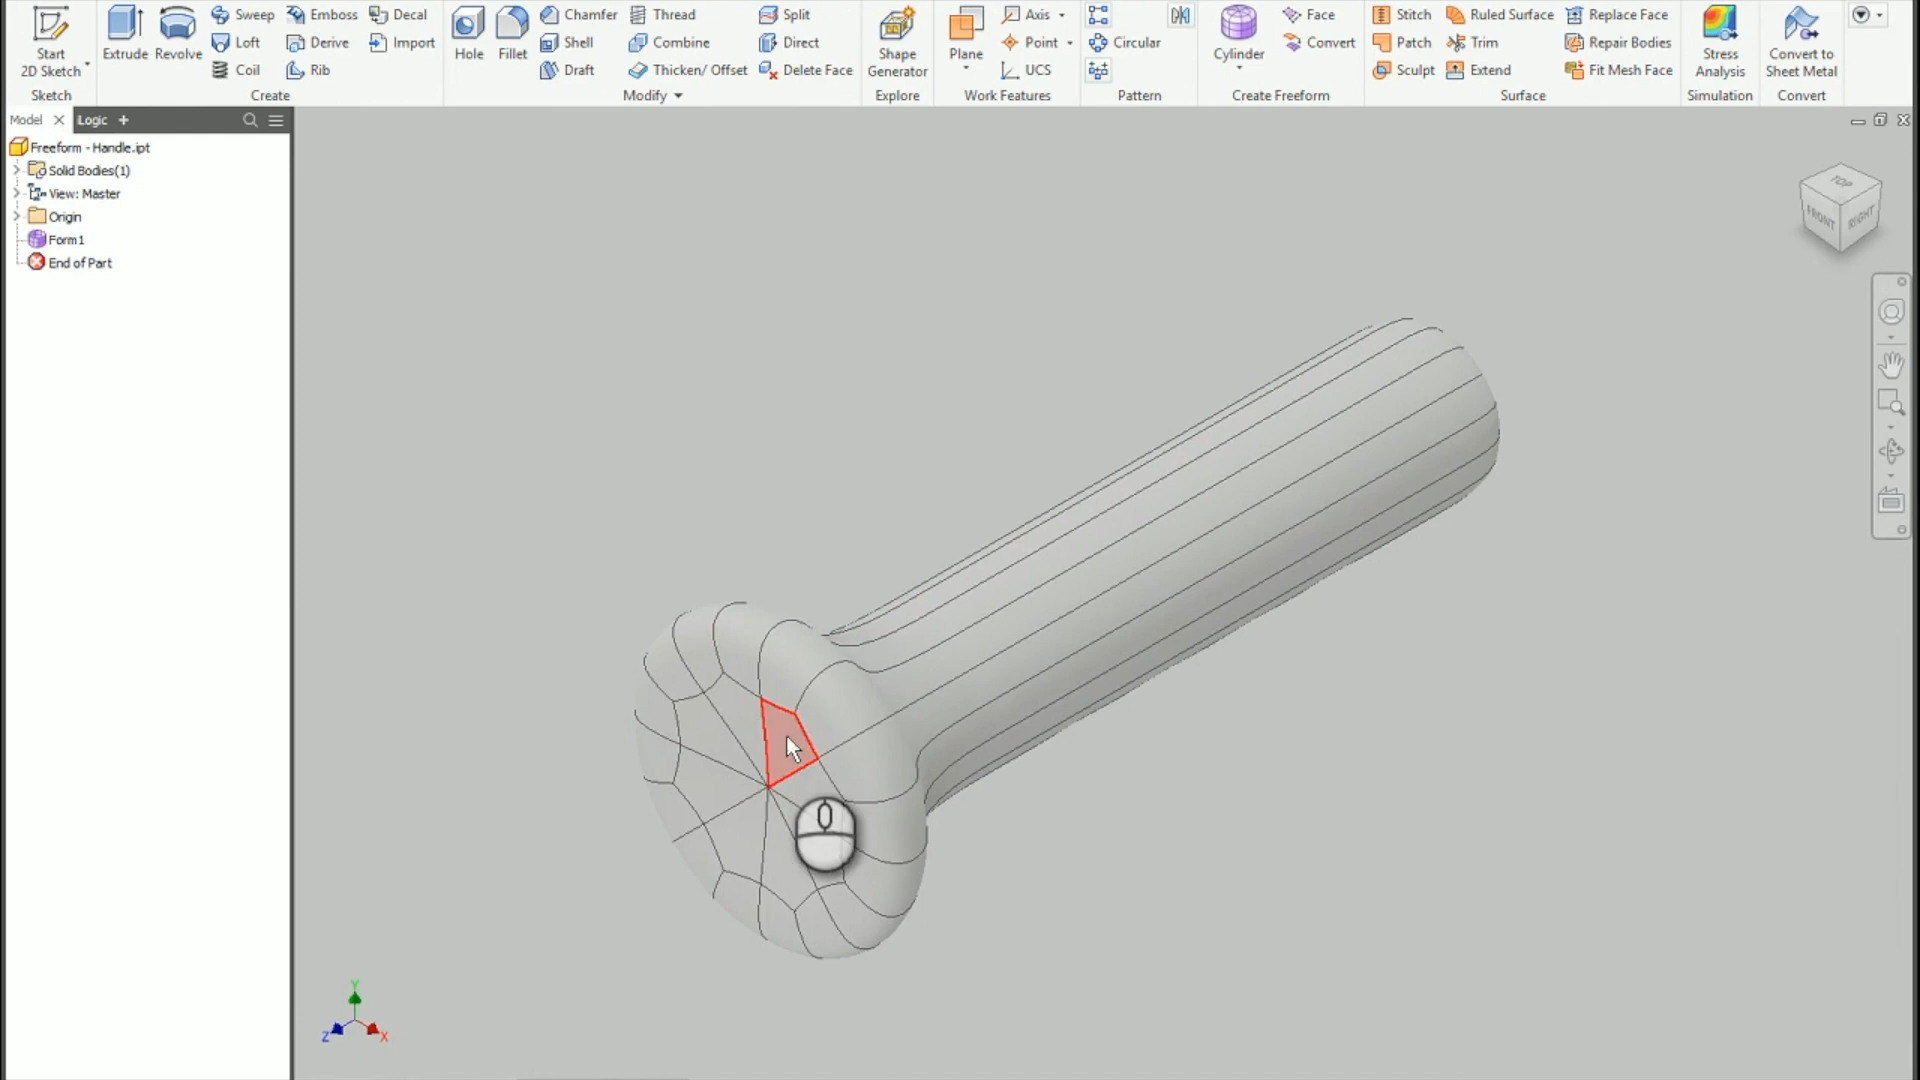 Start
2D Sketch
Sketch
Extrude
Revolve
Sweep
Loft
Coil
Emboss
Derive
Rib
Decal
Import
Create
Hole
Fillet
Chamfer
Shell
Draft
Thread
Combine
Thicken/ Offset
Split
Direct
Delete Face
Modify
Shape
Generator
Explore
Plane
Axis
Point
UCS
Work Features
Circular
Pattern
Cylinder
Face
Convert
Create Freeform
Stitch
Patch
Sculpt
Ruled Surface
Trim
Extend
Replace Face
Repair Bodies
Fit Mesh Face
Surface
Stress
Analysis
Simulation
Convert to
Sheet Metal
Convert
Model
iLogic
Freeform - Handle.ipt
Solid Bodies(1)
View: Master
Origin
Form1
End of Part
TOP
FRONT
RIGHT
Y
Z
X